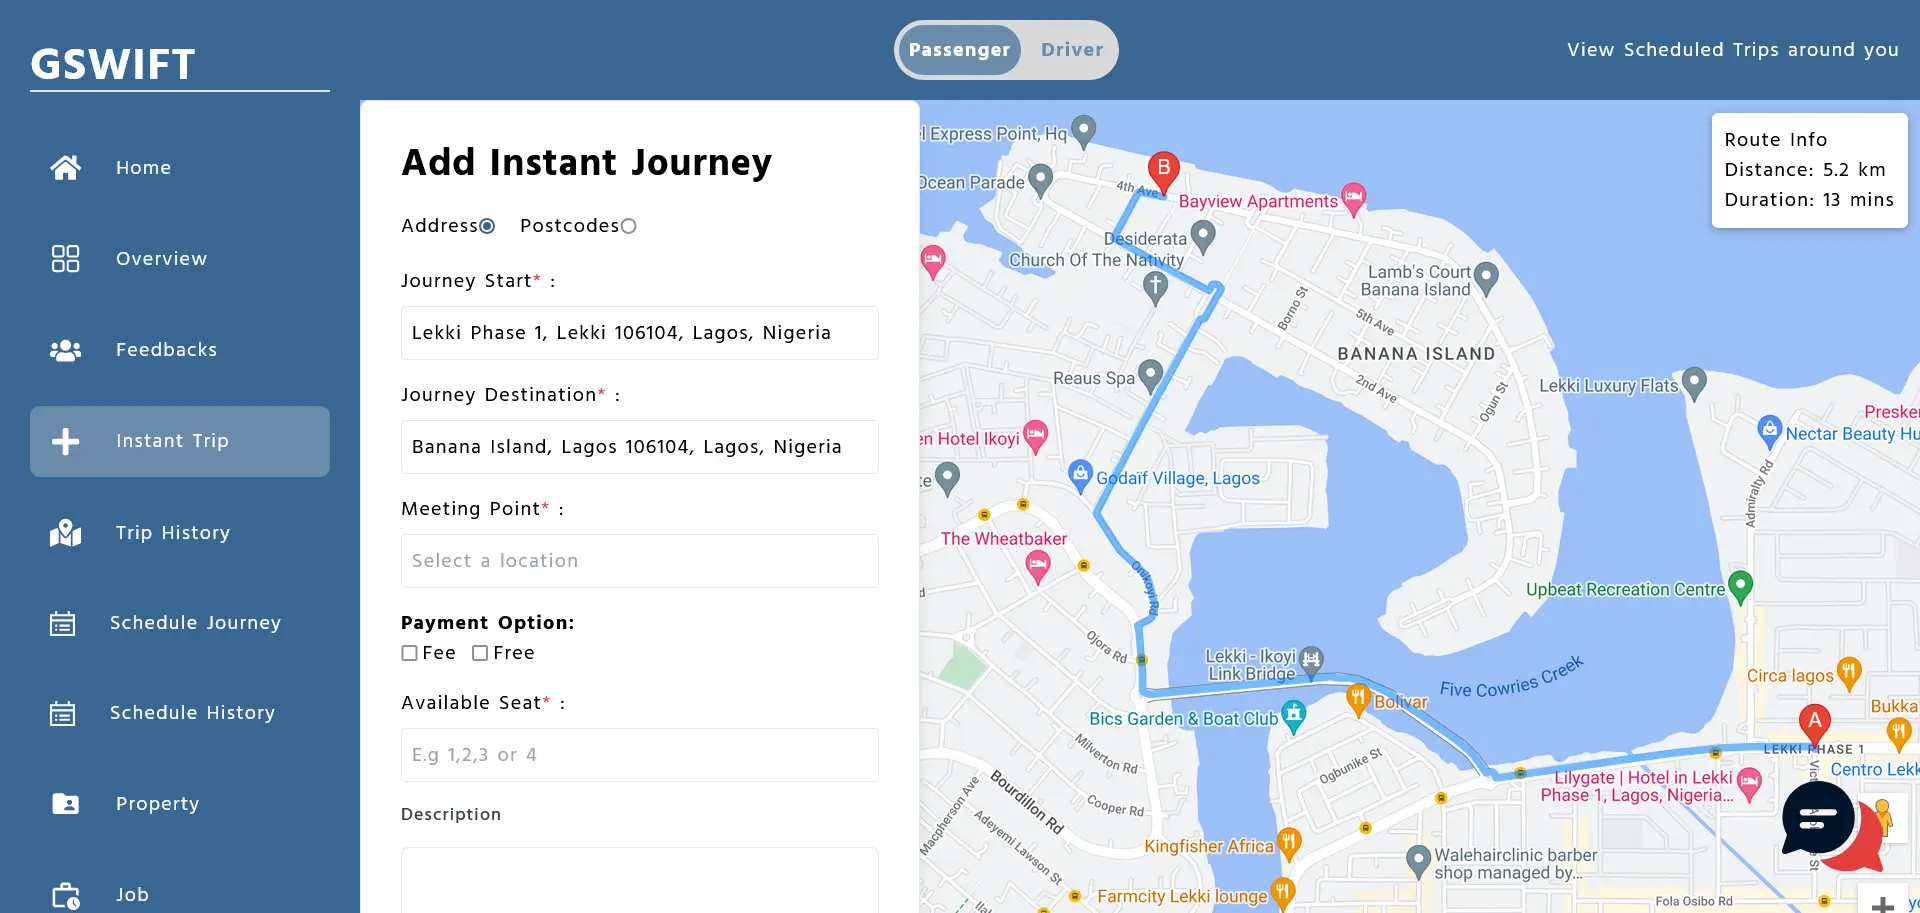 GSWIFT
Passenger
Driver
View Scheduled Trips around you
Home
Overview
Feedbacks
Instant Trip
Trip History
Schedule Journey
Schedule History
Property
Job
Add Instant Journey
Address
Postcodes
Journey Start* :
Lekki Phase 1, Lekki 106104, Lagos, Nigeria
Journey Destination* :
Banana Island, Lagos 106104, Lagos, Nigeria
Meeting Point* :
Select a location
Payment Option:
Fee
Free
Available Seat* :
E.g 1,2,3 or 4
Description
Route Info
Distance: 5.2 km
Duration: 13 mins
Express Point, Hq
Ocean Parade
4th Ave
B
Bayview Apartments
Desiderata
Church Of The Nativity
Lamb's Court
Banana Island
Borno St
5th Ave
BANANA ISLAND
2nd Ave
Ogun St
Reaus Spa
Lekki Luxury Flats
Presken
Nectar Beauty Hu
Admiralty Rd
en Hotel Ikoyi
Godaïf Village, Lagos
The Wheatbaker
Onikoyi Rd
Upbeat Recreation Centre
Ojora Rd
Lekki - Ikoyi
Link Bridge
Five Cowries Creek
Circa lagos
Bolivar
Bukka
Bics Garden & Boat Club
A
LEKKI PHASE 1
Milverton Rd
Ogbunike St
Centro Lekk
Lilygate | Hotel in Lekki
Phase 1, Lagos, Nigeria...
Bourdillon Rd
Cooper Rd
Macpherson Ave
Adeyemi Lawson St
Kingfisher Africa
Walehairclinic barber
shop managed by...
Farmcity Lekki lounge
Fola Osibo Rd